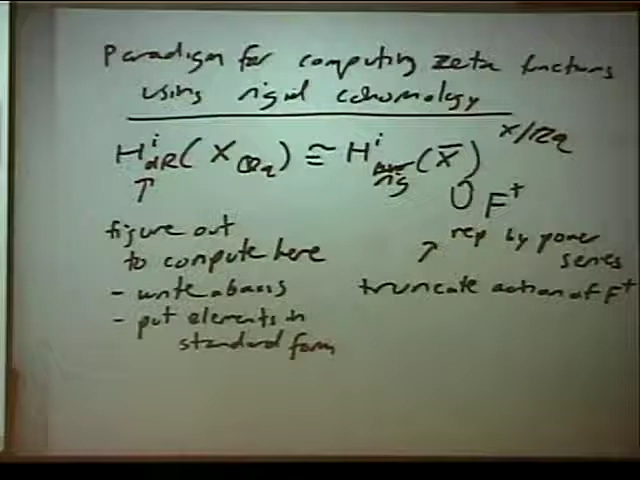 Paradigm for computing zeta functions
using rigid cohomology
H^i_dR(X_Qq) ≅ H^i_rig(X̄) X/Zq
↑ F^+
figure out
to compute here
- write a basis
- put elements in
standard form
↗ rep by power
series
truncate action of F^+